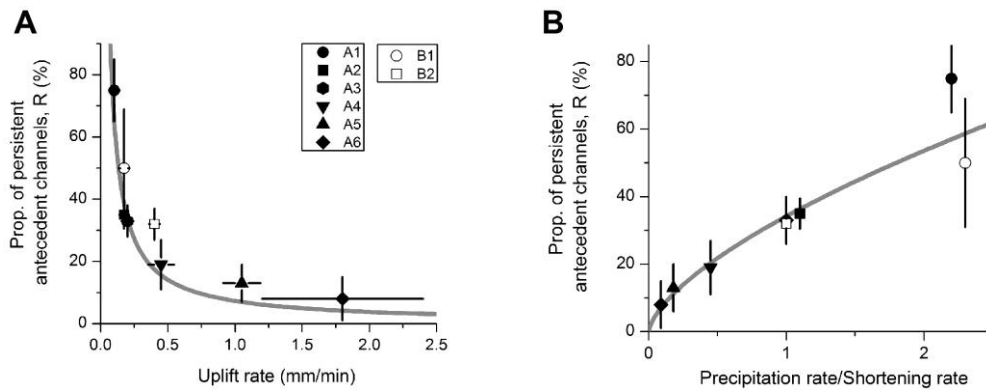 A
Prop. of persistent
antecedent channels, R (%)
80
60
40
20
0
0.0 0.5 1.0 1.5 2.0 2.5
Uplift rate (mm/min)
A1
A2
A3
A4
A5
A6
B1
B2
B
Prop. of persistent
antecedent channels, R (%)
80
60
40
20
0
0 1 2
Precipitation rate/Shortening rate